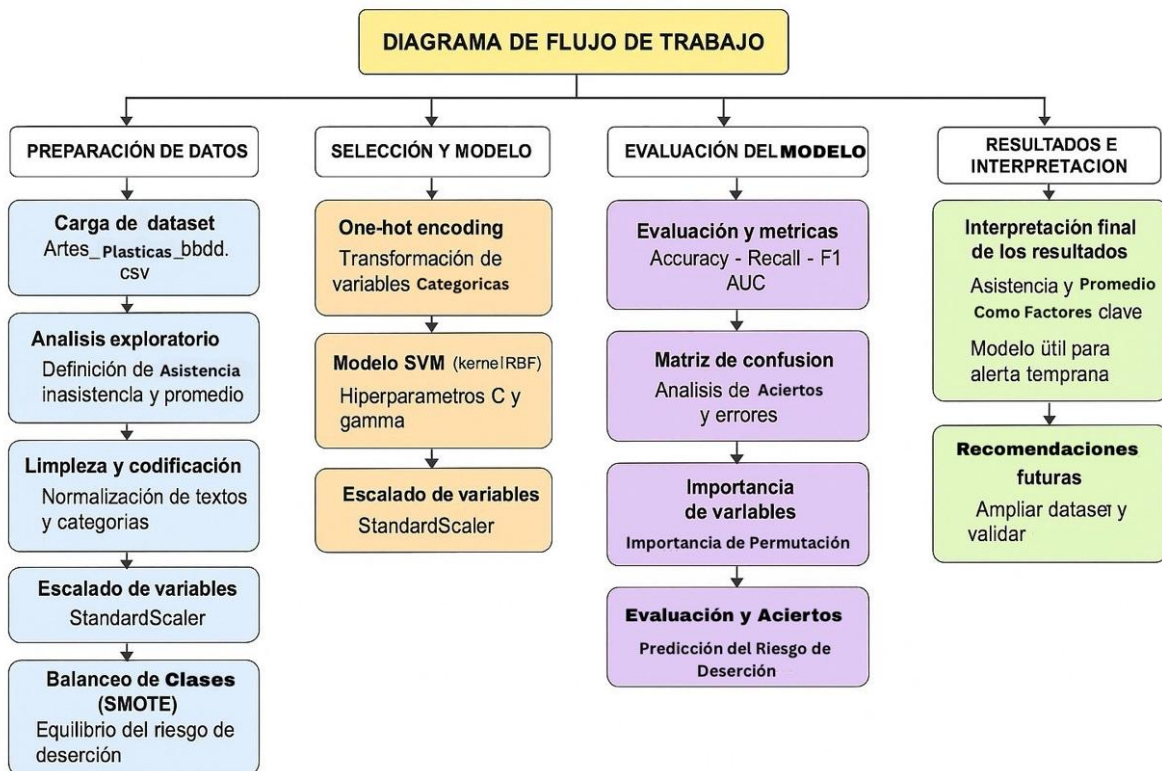 DIAGRAMA DE FLUJO DE TRABAJO
PREPARACIÓN DE DATOS
Carga de dataset
Artes_Plasticas_bbdd.
csv
Analisis exploratorio
Definición de Asistencia
inasistencia y promedio
Limpleza y codificación
Normalización de textos
y categorias
Escalado de variables
StandardScaler
Balanceo de Clases
(SMOTE)
Equilibrio del riesgo de
deserción
SELECCIÓN Y MODELO
One-hot encoding
Transformación de
variables Categoricas
Modelo SVM (kernelRBF)
Hiperparametros C y
gamma
Escalado de variables
StandardScaler
EVALUACIÓN DEL MODELO
Evaluación y metricas
Accuracy - Recall - F1
AUC
Matriz de confusion
Analisis de Aciertos
y errores
Importancia
de varlables
Importancia de Permutación
Evaluación y Aciertos
Predicción del Riesgo de
Deserción
RESULTADOS E
INTERPRETACION
Interpretación final
de los resultados
Asistencia y Promedio
Como Factores clave
Modelo ütil para
alerta temprana
Recomendaciones
futuras
Ampliar dataset y
validar